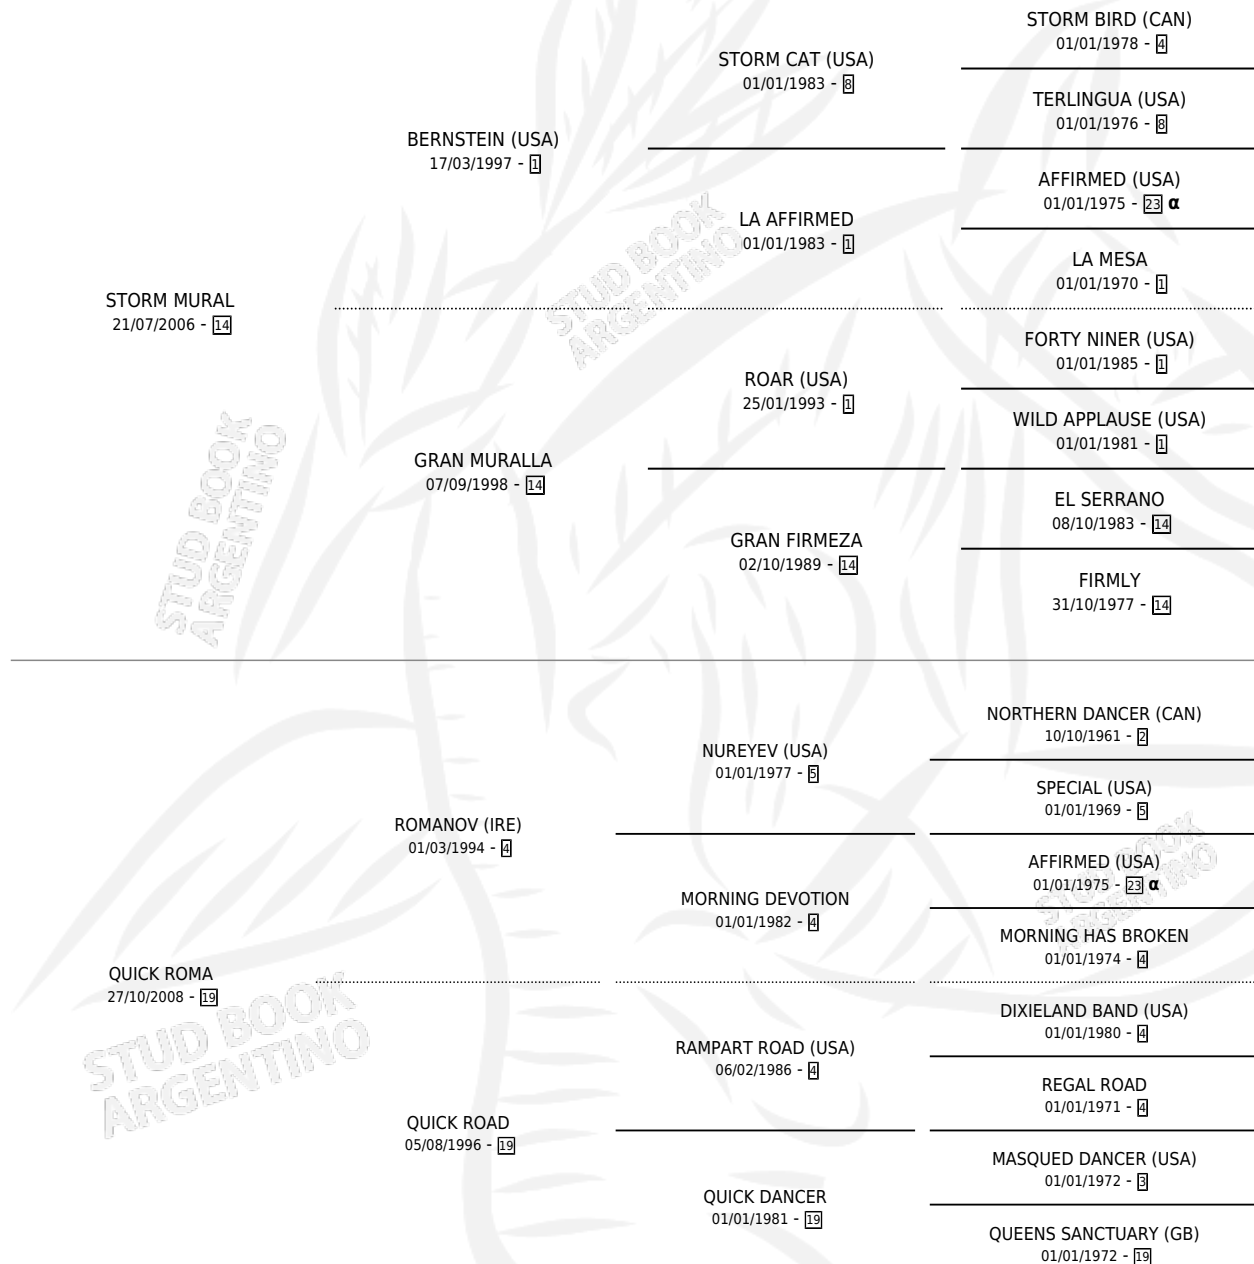 STORM BIRD (CAN)
01/01/1978 - 4
STORM CAT (USA)
01/01/1983 - 8
TERLINGUA (USA)
01/01/1976 - 8
BERNSTEIN (USA)
17/03/1997 - 1
AFFIRMED (USA)
01/01/1975 - 23 α
LA AFFIRMED
01/01/1983 - 1
LA MESA
01/01/1970 - 1
STORM MURAL
21/07/2006 - 14
STUD BOOK
ARGENTINO
FORTY NINER (USA)
01/01/1985 - 1
ROAR (USA)
25/01/1993 - 1
WILD APPLAUSE (USA)
01/01/1981 - 1
GRAN MURALLA
07/09/1998 - 14
EL SERRANO
08/10/1983 - 14
GRAN FIRMEZA
02/10/1989 - 14
FIRMLY
31/10/1977 - 14
STUD BOOK
ARGENTINO
NORTHERN DANCER (CAN)
10/10/1961 - 2
NUREYEV (USA)
01/01/1977 - 5
SPECIAL (USA)
01/01/1969 - 5
ROMANOV (IRE)
01/03/1994 - 4
AFFIRMED (USA)
01/01/1975 - 23 α
MORNING DEVOTION
01/01/1982 - 4
MORNING HAS BROKEN
01/01/1974 - 4
STUD BOOK
ARGENTINO
QUICK ROMA
27/10/2008 - 19
STUD BOOK
ARGENTINO
DIXIELAND BAND (USA)
01/01/1980 - 4
RAMPART ROAD (USA)
06/02/1986 - 4
REGAL ROAD
01/01/1971 - 4
QUICK ROAD
05/08/1996 - 19
MASQUED DANCER (USA)
01/01/1972 - 3
QUICK DANCER
01/01/1981 - 19
QUEENS SANCTUARY (GB)
01/01/1972 - 19